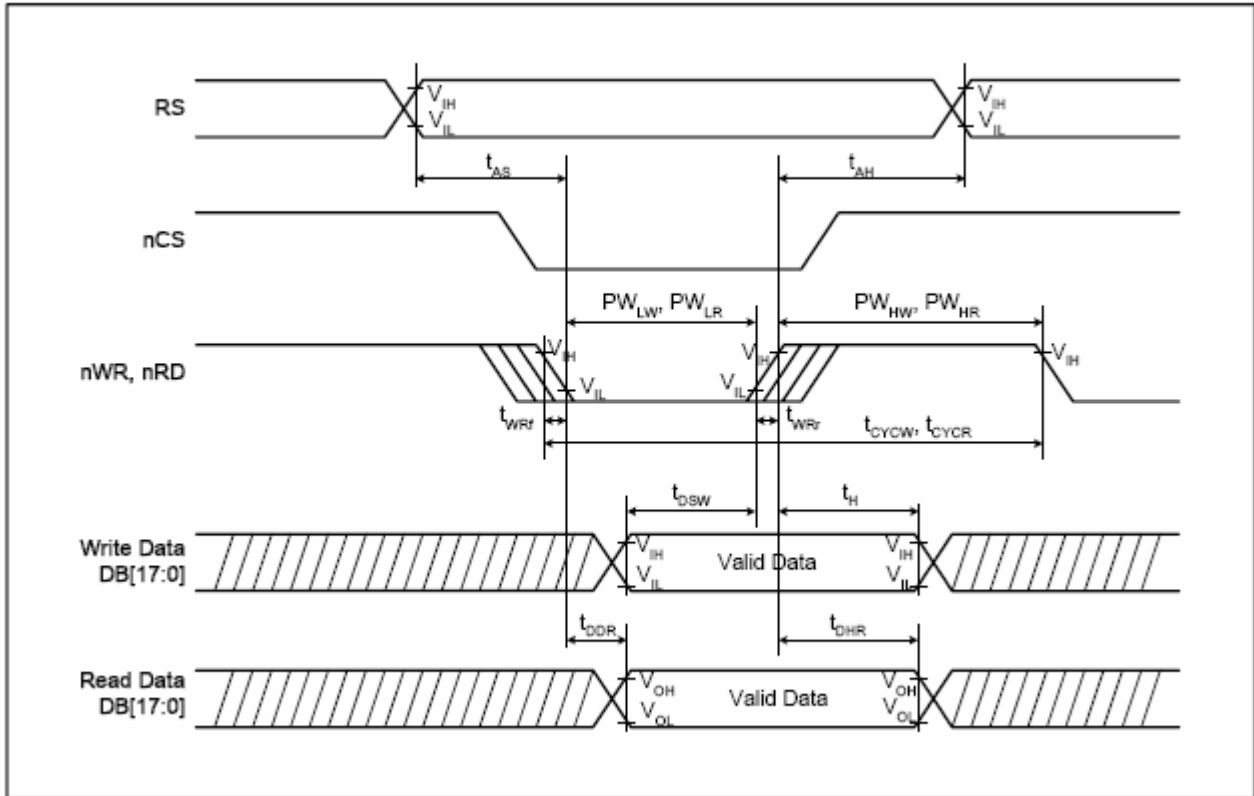 RS
V_IH
V_IL
V_IH
V_IL
t_AS
t_AH
nCS
PW_LW, PW_LR
PW_HW, PW_HR
nWR, nRD
V_IH
V_IL
V_IH
V_IL
V_IH
t_WRf
t_WRr
t_CYCW, t_CYCR
t_DSW
t_H
Write Data
DB[17:0]
V_IH
V_IL
Valid Data
V_IH
V_IL
t_DDR
t_DHR
Read Data
DB[17:0]
V_OH
V_OL
Valid Data
V_OH
V_OL